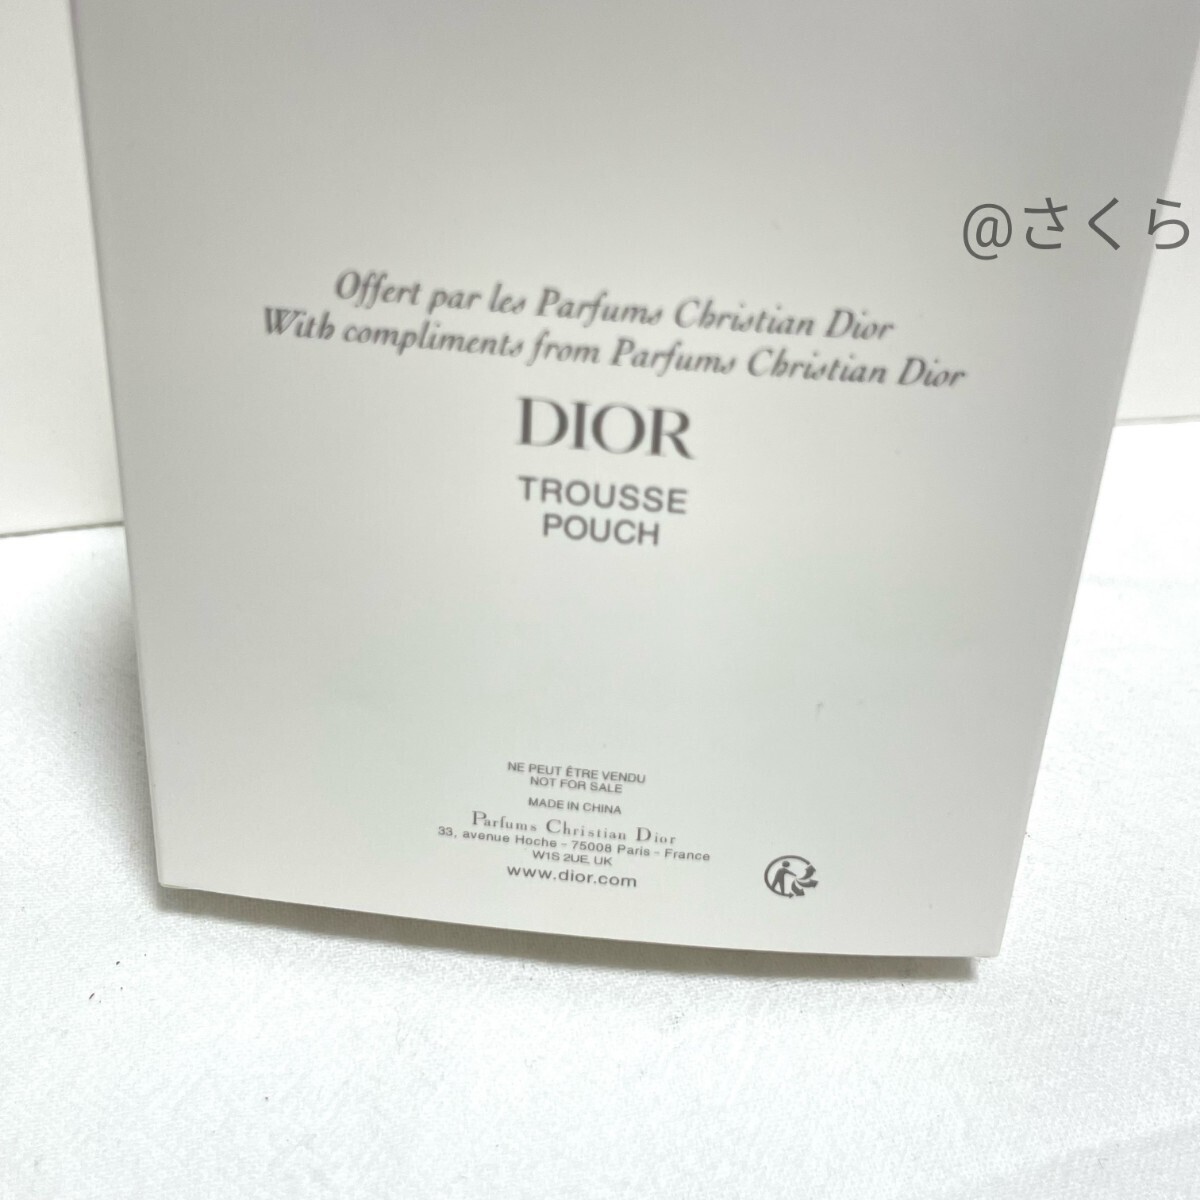 @さくら
Offert par les Parfums Christian Dior
With compliments from Parfums Christian Dior
DIOR
TROUSSE
POUCH
NE PEUT ÊTRE VENDU
NOT FOR SALE
MADE IN CHINA
Parfums Christian Dior
33, avenue Hoche - 75008 Paris - France
W1S 2UE, UK
www.dior.com